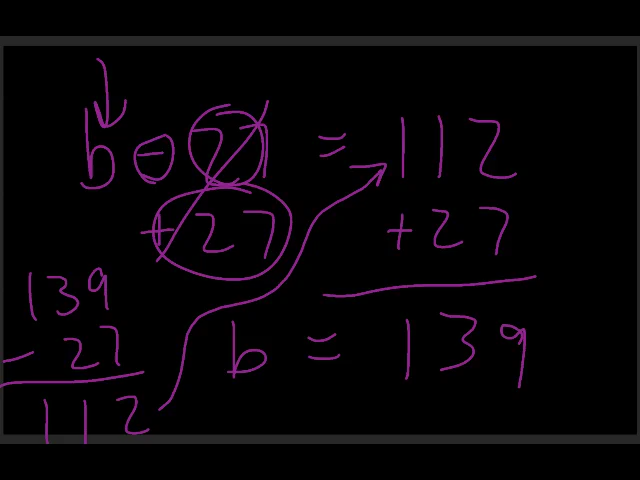 b - 27 = 112
+ 27 + 27
b = 139
139
- 27
112